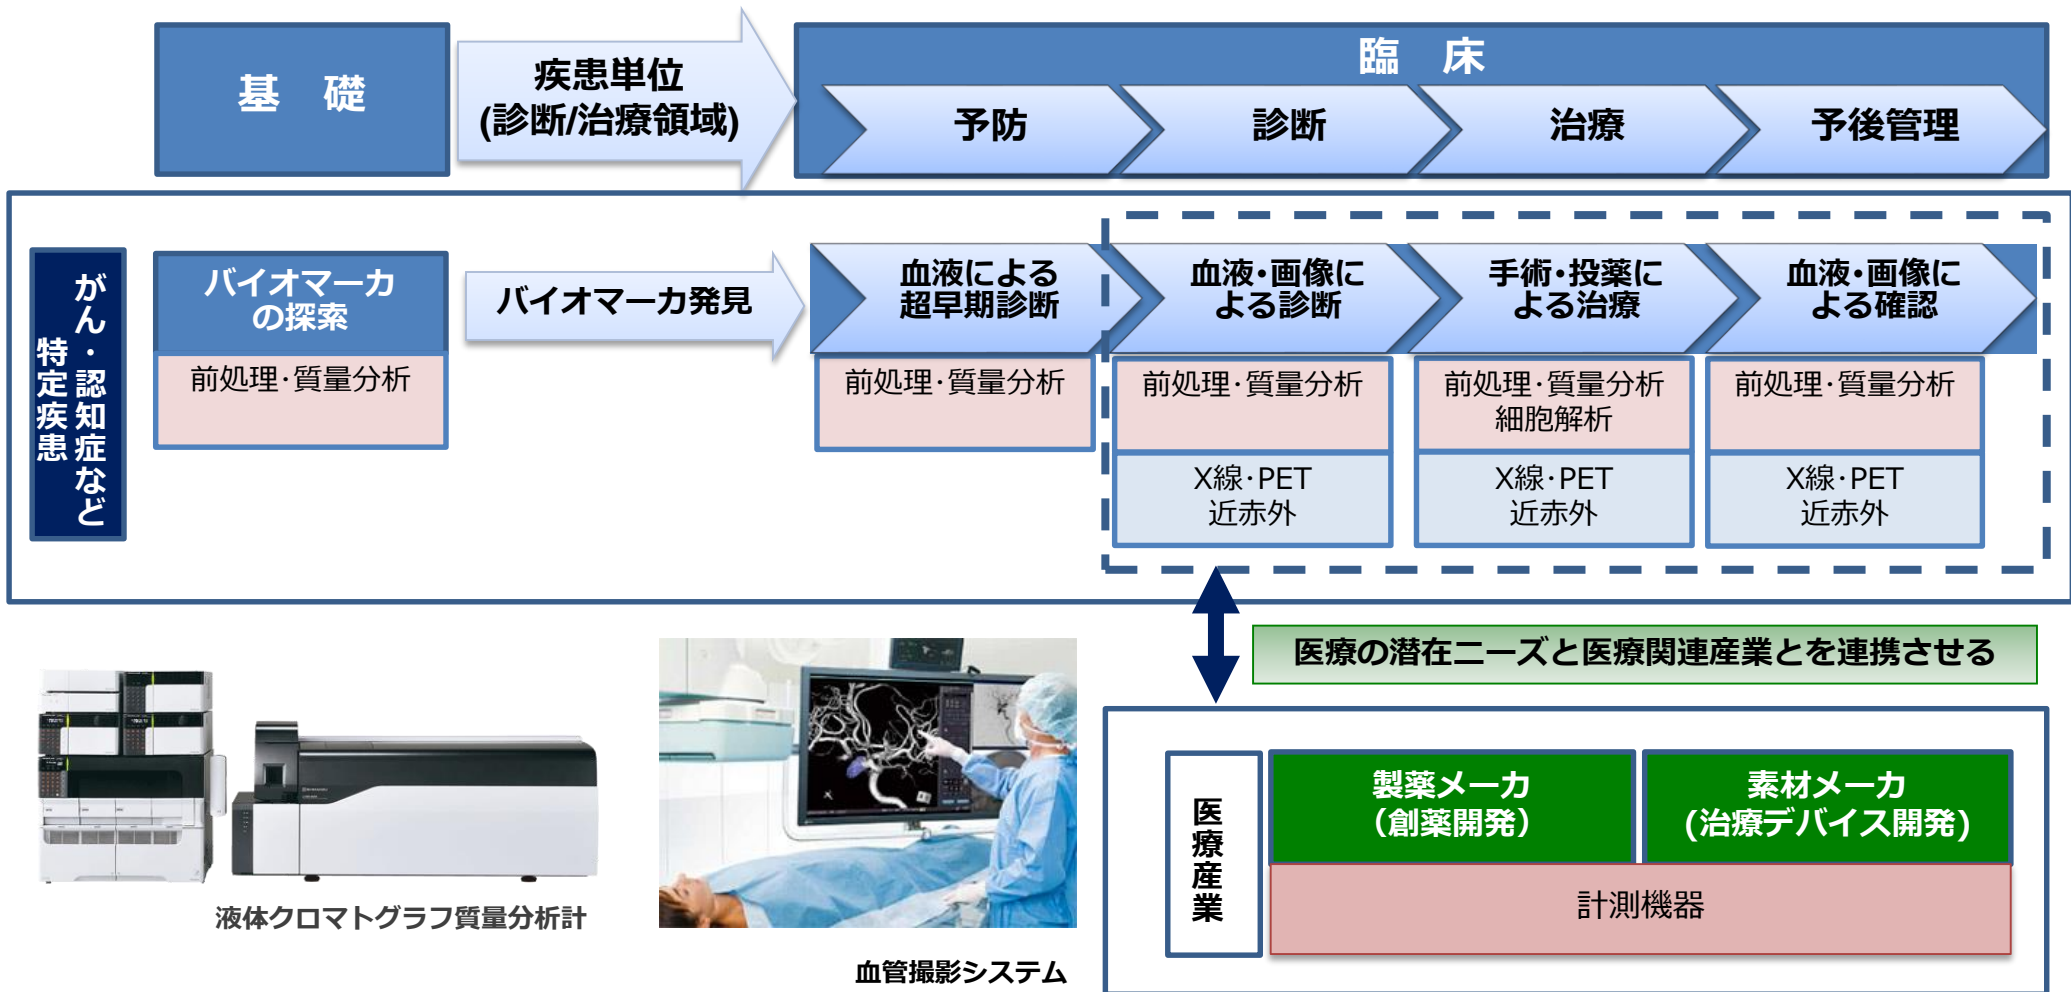 基　礎
疾患単位
(診断/治療領域)
臨　床
予防
診断
治療
予後管理
がん・認知症など
特定疾患
バイオマーカ
の探索
前処理･質量分析
バイオマーカ発見
血液による
超早期診断
前処理･質量分析
血液･画像に
よる診断
前処理･質量分析
X線･PET
近赤外
手術･投薬に
よる治療
前処理･質量分析
細胞解析
X線･PET
近赤外
血液･画像に
よる確認
前処理･質量分析
X線･PET
近赤外
医療の潜在ニーズと医療関連産業とを連携させる
液体クロマトグラフ質量分析計
血管撮影システム
医療産業
製薬メーカ
（創薬開発）
素材メーカ
(治療デバイス開発)
計測機器